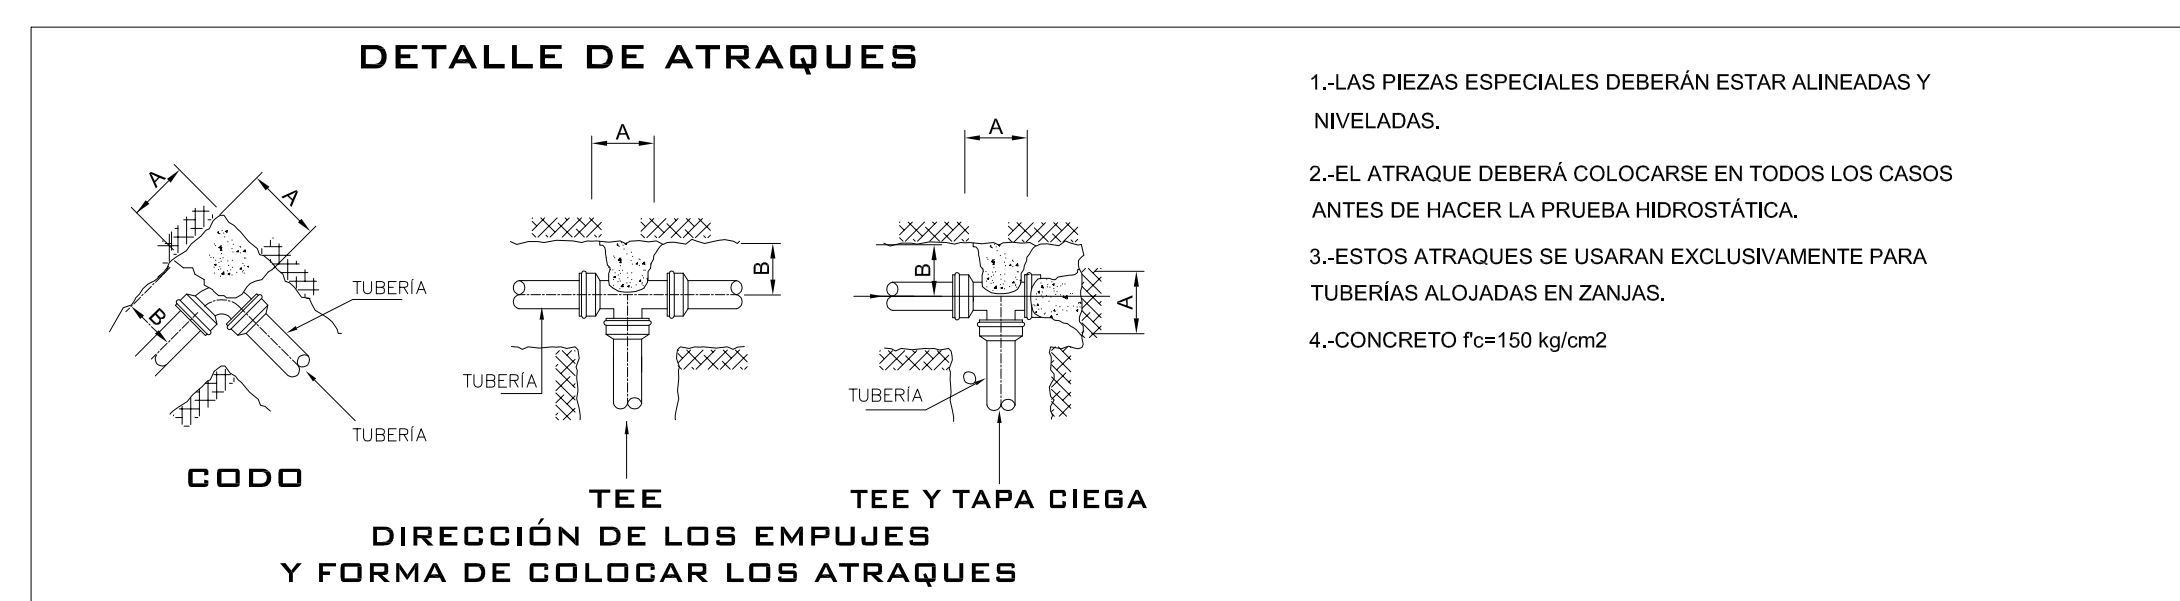 DETALLE DE ATRAQUES
A
A
B
TUBERÍA
TUBERÍA
CODO
A
B
TUBERÍA
TEE
A
B
A
TUBERÍA
TEE Y TAPA CIEGA
DIRECCIÓN DE LOS EMPUJES
Y FORMA DE COLOCAR LOS ATRAQUES
1.-LAS PIEZAS ESPECIALES DEBERÁN ESTAR ALINEADAS Y
NIVELADAS.
2.-EL ATRAQUE DEBERÁ COLOCARSE EN TODOS LOS CASOS
ANTES DE HACER LA PRUEBA HIDROSTÁTICA.
3.-ESTOS ATRAQUES SE USARAN EXCLUSIVAMENTE PARA
TUBERÍAS ALOJADAS EN ZANJAS.
4.-CONCRETO f'c=150 kg/cm2